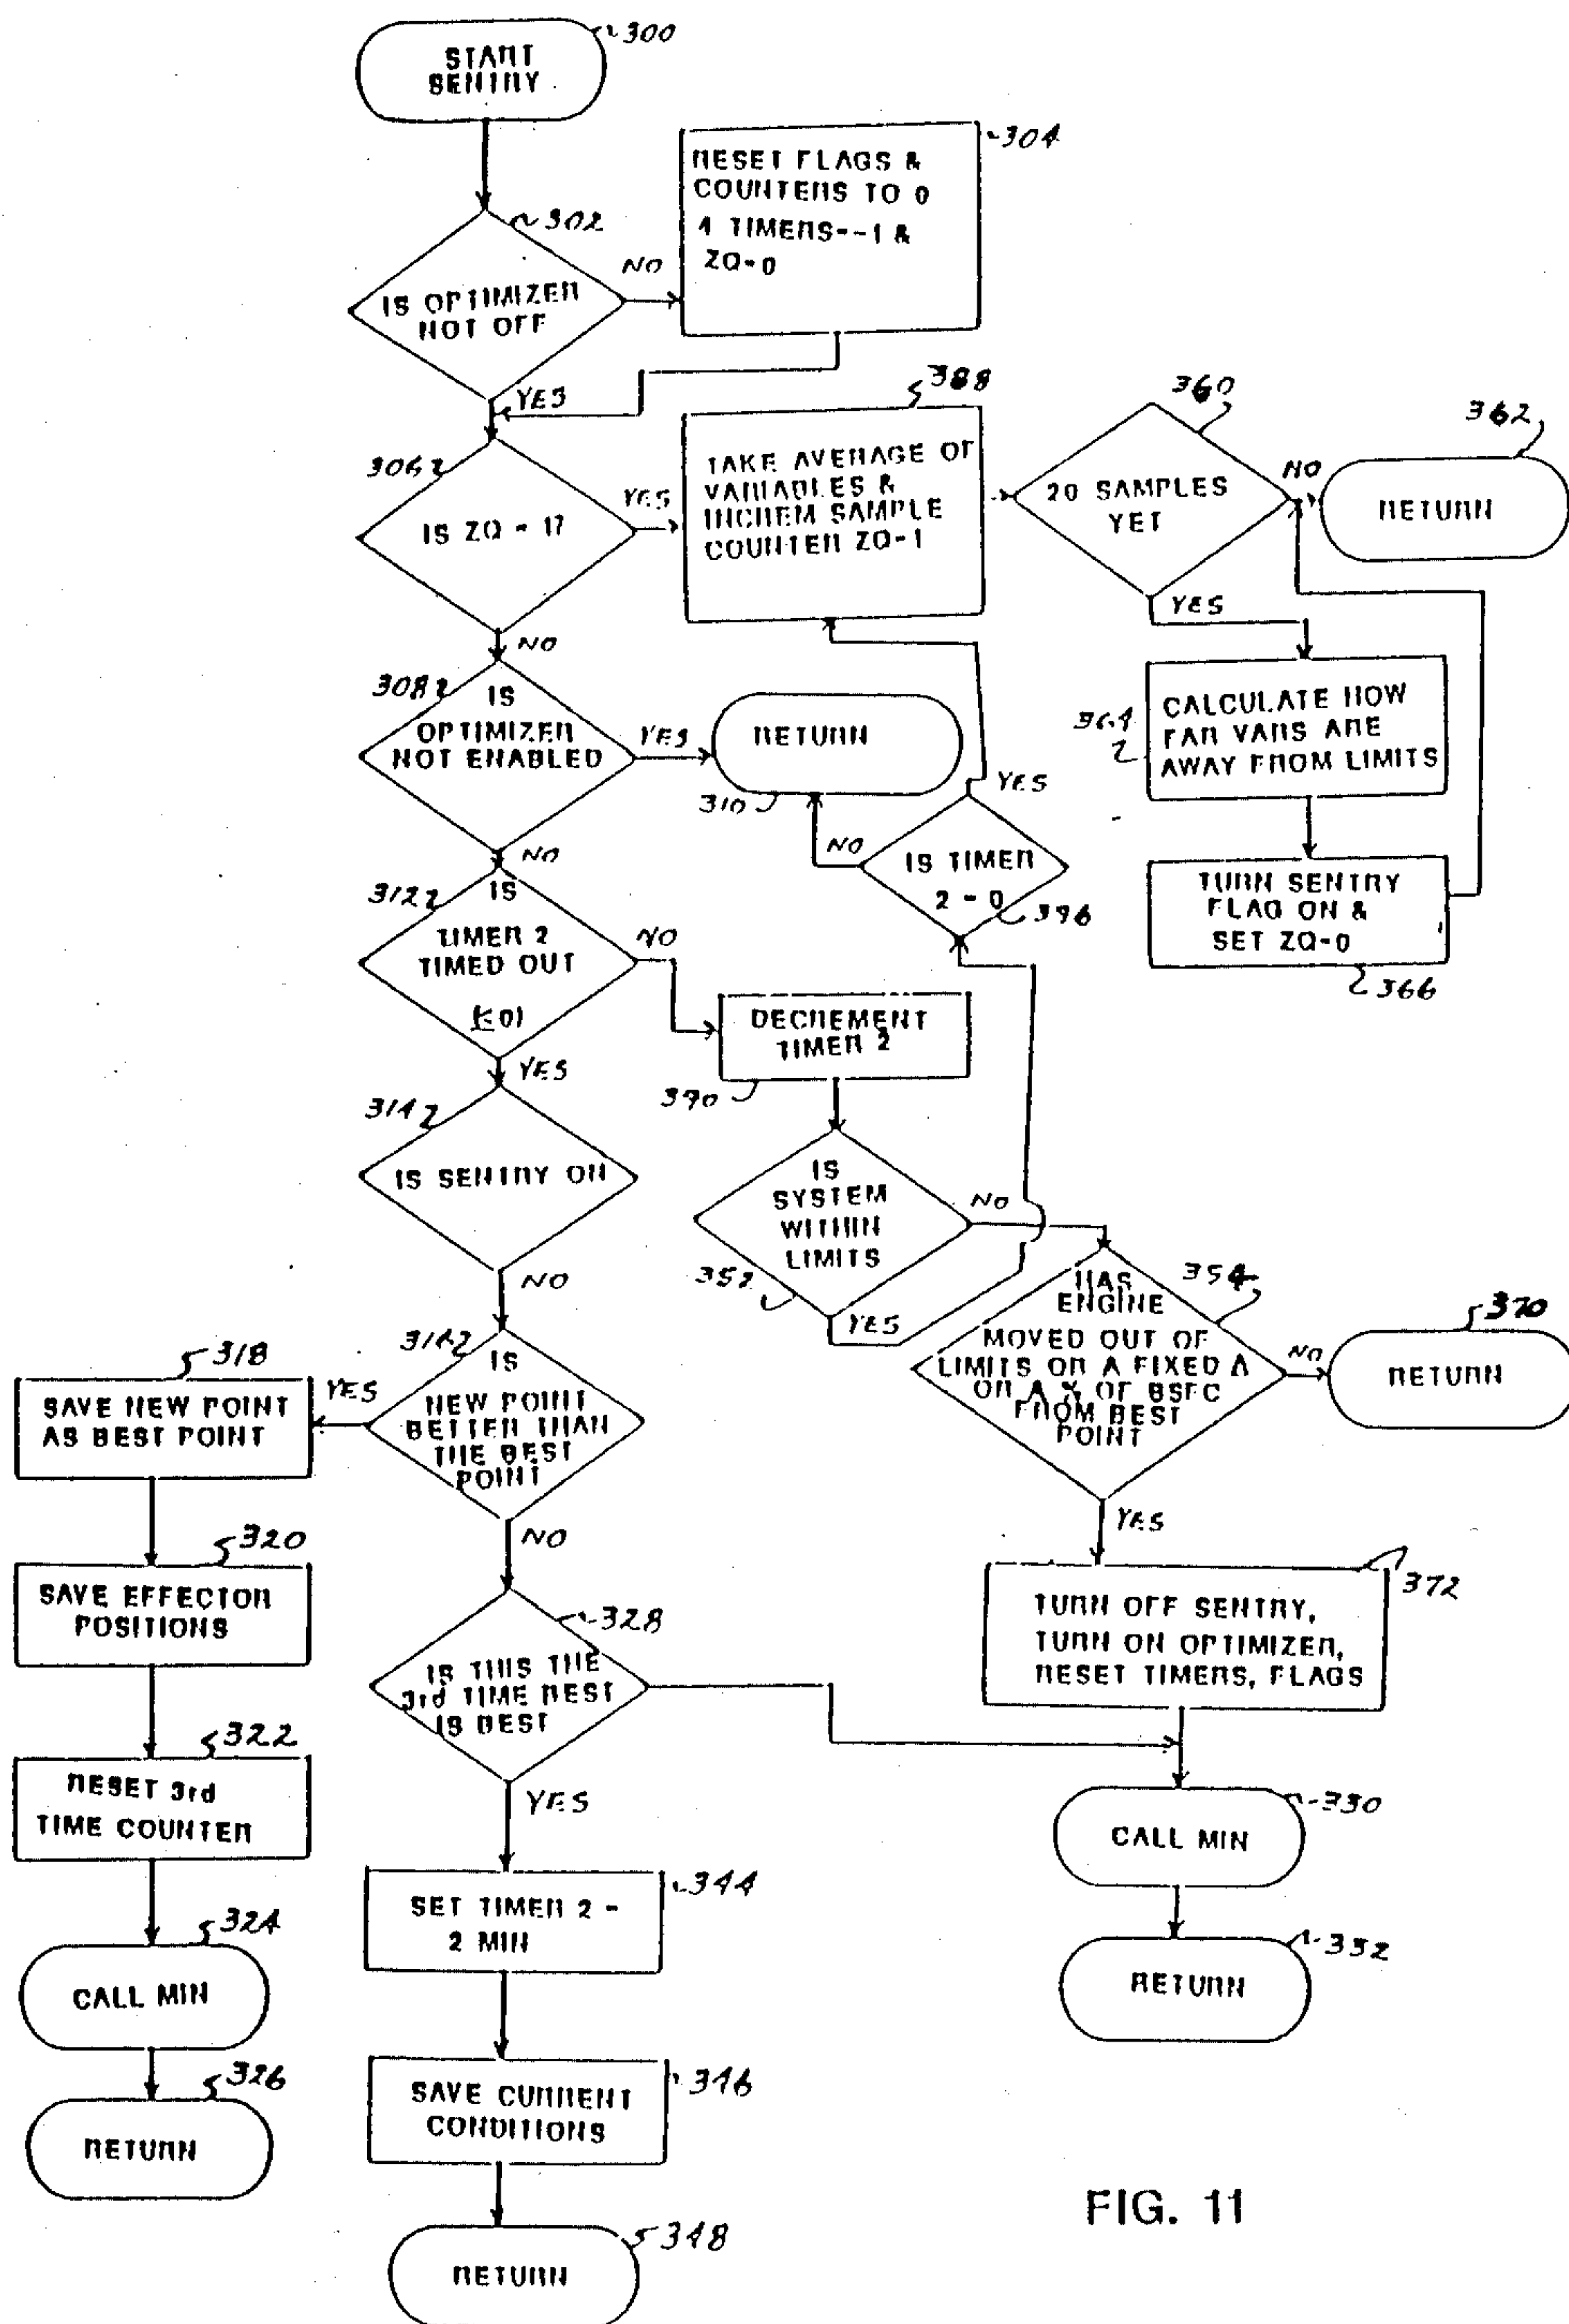 START
SENTRY
300
302
IS OPTIMIZER
NOT OFF
NO
YES
304
RESET FLAGS &
COUNTERS TO 0
4 TIMERS=-1 &
ZQ=0
306
IS ZQ = 1?
YES
NO
388
TAKE AVERAGE OF
VARIABLES &
INCREM SAMPLE
COUNTER ZQ=1
360
20 SAMPLES
YET
NO
YES
362
RETURN
308
IS
OPTIMIZER
NOT ENABLED
YES
NO
RETURN
310
364
CALCULATE HOW
FAR VARS ARE
AWAY FROM LIMITS
TURN SENTRY
FLAG ON &
SET ZQ=0
366
YES
NO
IS TIMER
2 = 0
396
312
IS
TIMER 2
TIMED OUT
(≤0)
NO
YES
DECREMENT
TIMER 2
390
314
IS SENTRY ON
NO
IS
SYSTEM
WITHIN
LIMITS
352
NO
YES
354
HAS
ENGINE
MOVED OUT OF
LIMITS OR A FIXED Δ
OR A % OF BSFC
FROM BEST
POINT
NO
YES
370
RETURN
316
IS
NEW POINT
BETTER THAN
THE BEST
POINT
YES
NO
318
SAVE NEW POINT
AS BEST POINT
320
SAVE EFFECTOR
POSITIONS
322
RESET 3rd
TIME COUNTER
324
CALL MIN
326
RETURN
328
IS THIS THE
3rd TIME BEST
IS BEST
YES
372
TURN OFF SENTRY,
TURN ON OPTIMIZER,
RESET TIMERS, FLAGS
330
CALL MIN
332
RETURN
344
SET TIMER 2 =
2 MIN
346
SAVE CURRENT
CONDITIONS
348
RETURN
FIG. 11